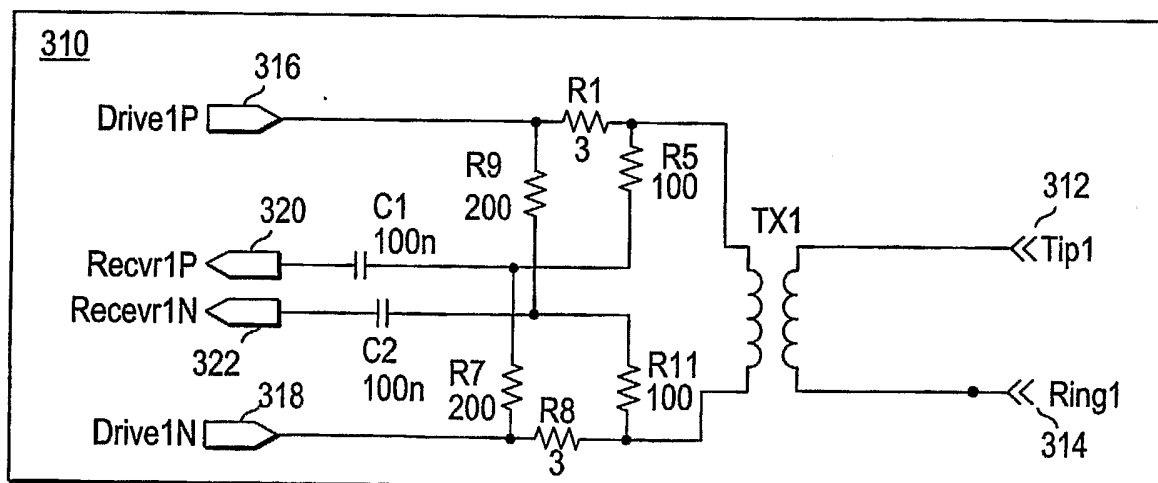 310
316
Drive1P
R1
3
R5
100
R9
200
312
TX1
Tip1
320
C1
100n
Recvr1P
Recevr1N
322
C2
100n
R7
200
R11
100
318
R8
3
Drive1N
Ring1
314